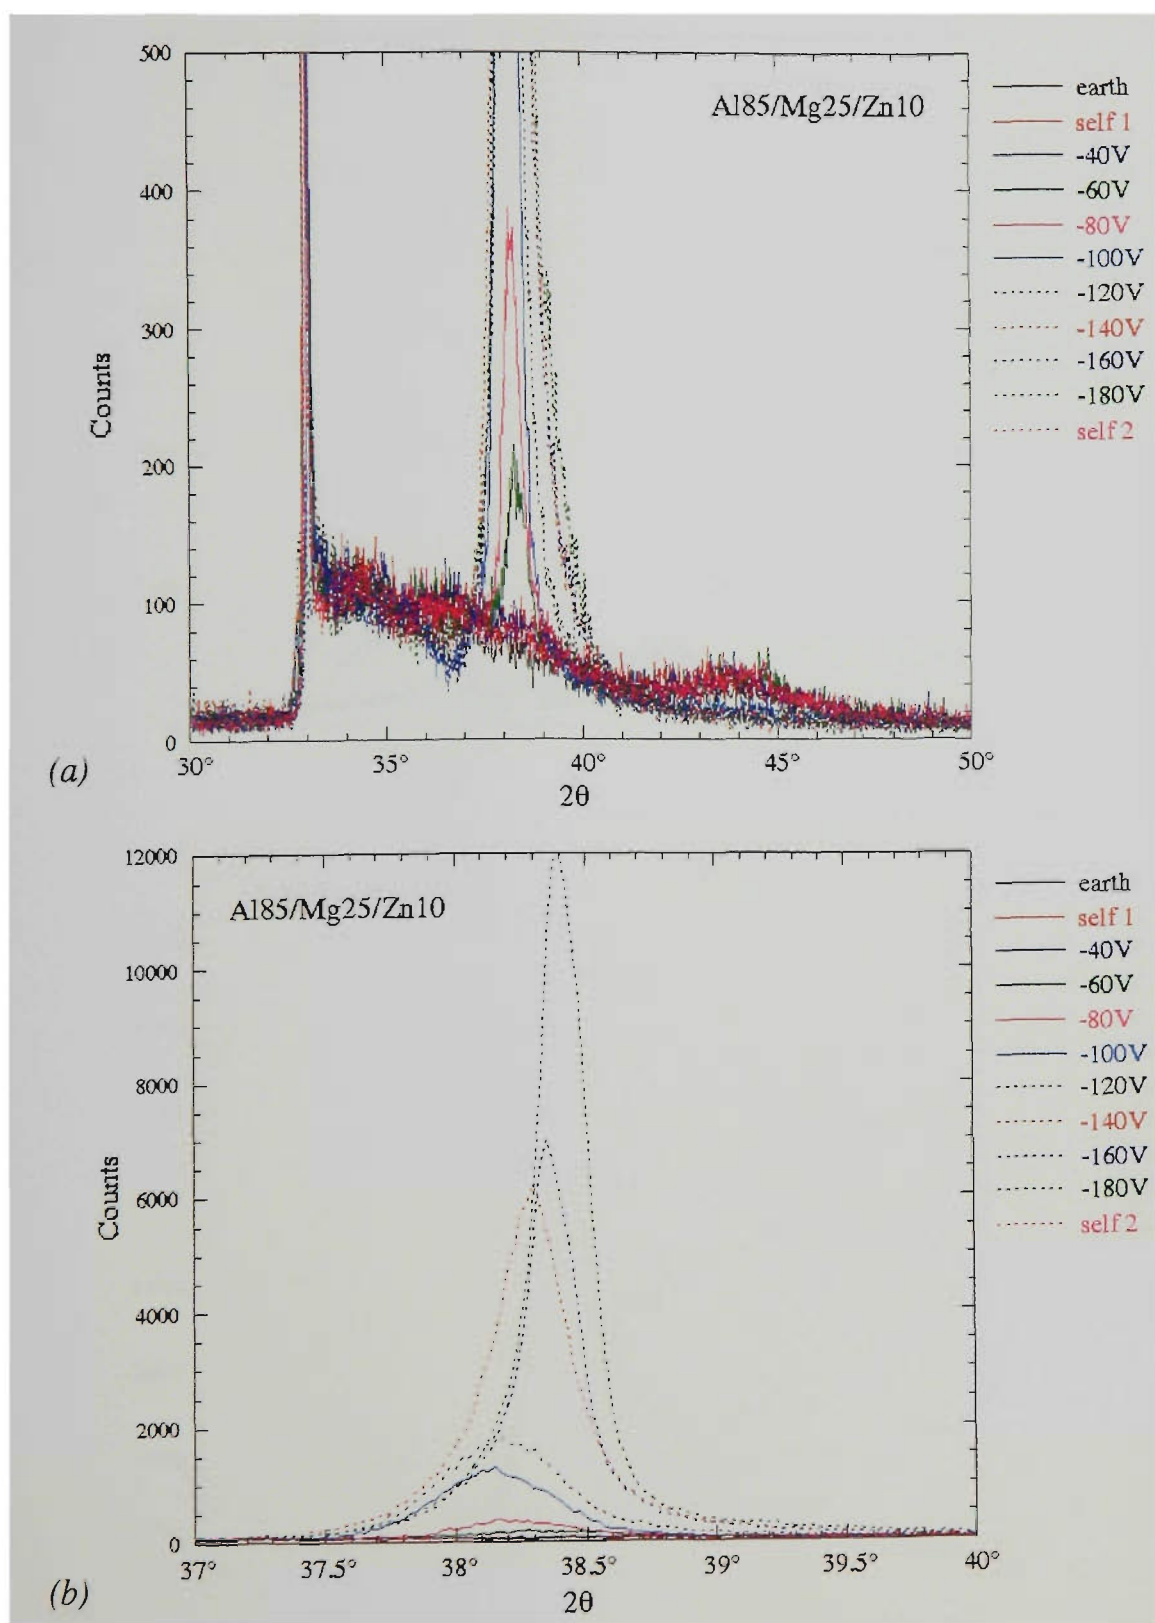 500
400
300
200
100
0
Counts
Al85/Mg25/Zn10
earth
self 1
-40V
-60V
-80V
-100V
-120V
-140V
-160V
-180V
self 2
30° 35° 40° 45° 50°
2θ
(a)
12000
10000
8000
6000
4000
2000
0
Counts
Al85/Mg25/Zn10
earth
self 1
-40V
-60V
-80V
-100V
-120V
-140V
-160V
-180V
self 2
37° 37.5° 38° 38.5° 39° 39.5° 40°
2θ
(b)